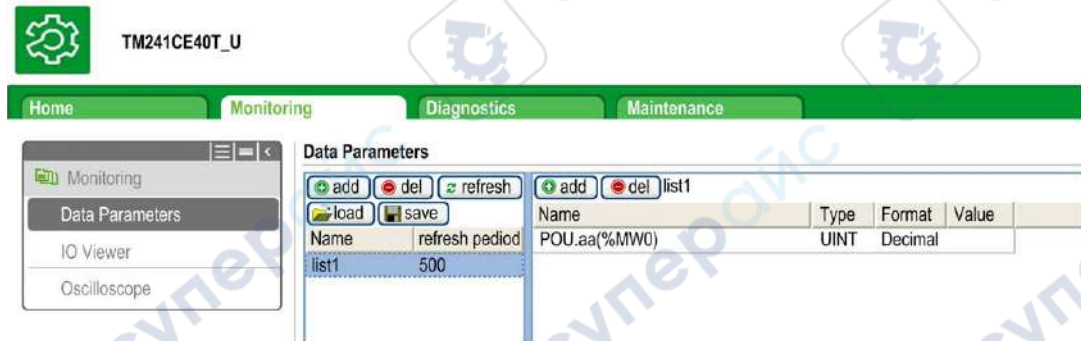 TM241CE40T_U
Home Monitoring Diagnostics Maintenance
Monitoring
Data Parameters
IO Viewer
Oscilloscope
Data Parameters
add del refresh
load save
Name refresh pediod
list1 500
add del list1
Name Type Format Value
POU.aa(%MW0) UINT Decimal
суперайс